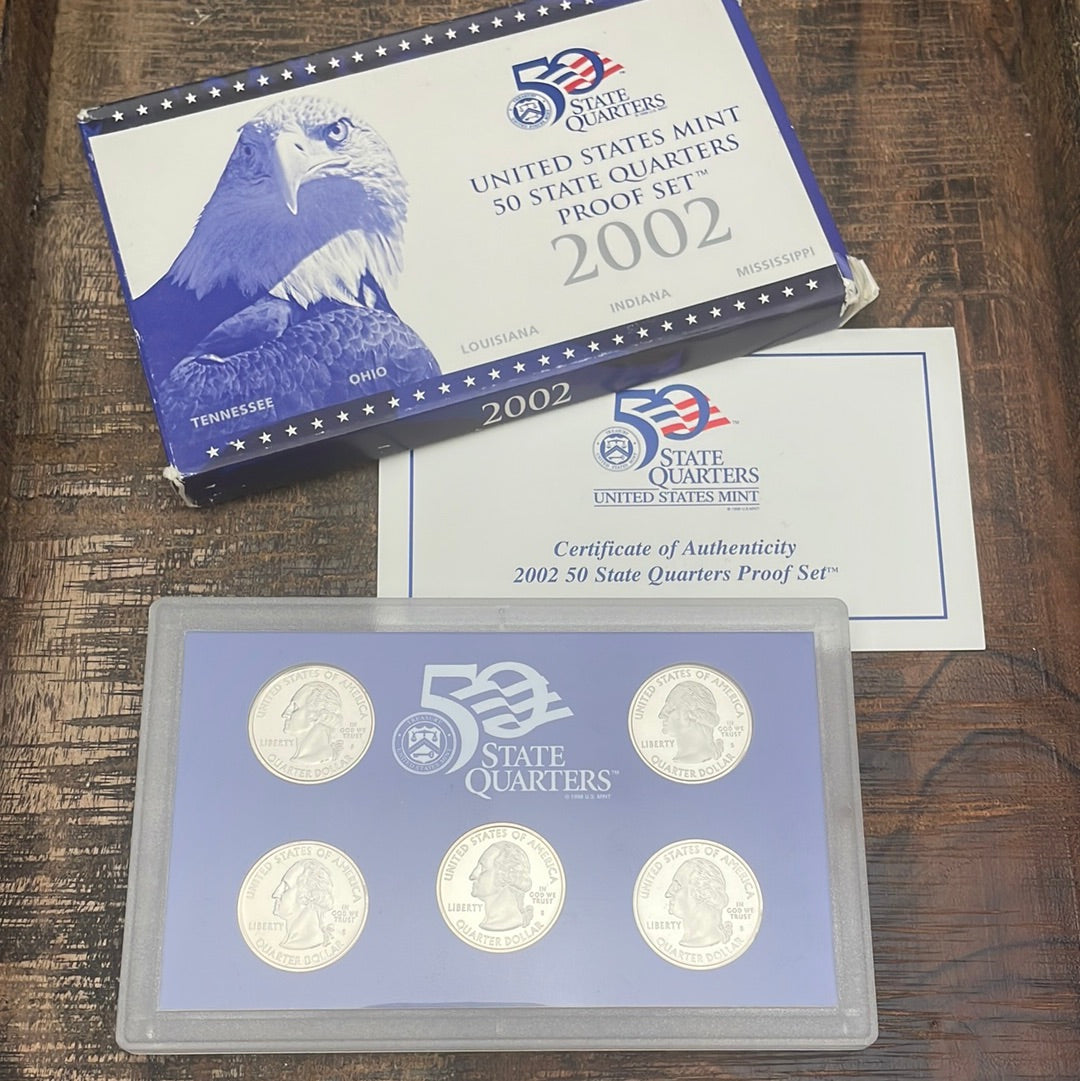 50
STATE
QUARTERS
UNITED STATES MINT
50 STATE QUARTERS
PROOF SET™
2002
TENNESSEE
OHIO
LOUISIANA
INDIANA
MISSISSIPPI
2002
50
STATE
QUARTERS
UNITED STATES MINT
© 1998 U.S. MINT
Certificate of Authenticity
2002 50 State Quarters Proof Set™
50
STATE
QUARTERS™
© 1998 U.S. MINT
UNITED STATES OF AMERICA
LIBERTY
IN
GOD WE
TRUST
S
QUARTER DOLLAR
UNITED STATES OF AMERICA
LIBERTY
IN
GOD WE
TRUST
S
QUARTER DOLLAR
UNITED STATES OF AMERICA
LIBERTY
IN
GOD WE
TRUST
S
QUARTER DOLLAR
UNITED STATES OF AMERICA
LIBERTY
IN
GOD WE
TRUST
S
QUARTER DOLLAR
UNITED STATES OF AMERICA
LIBERTY
IN
GOD WE
TRUST
S
QUARTER DOLLAR